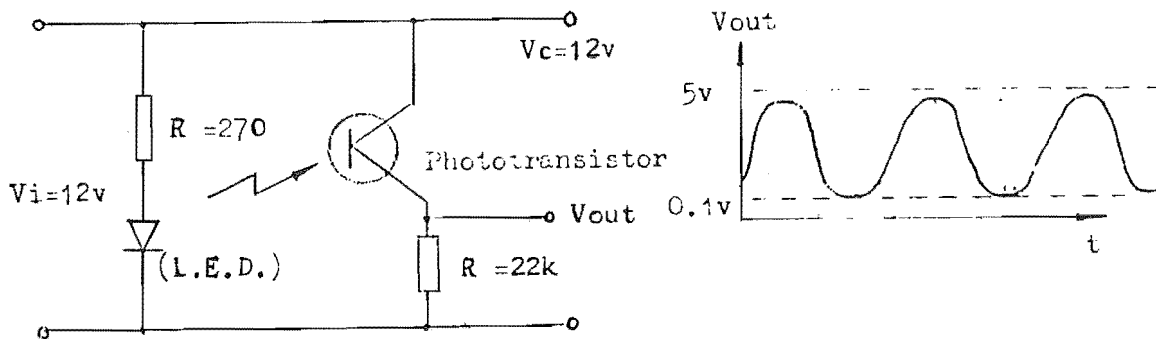 Vc=12v
R =270
Phototransistor
Vi=12v
Vout
(L.E.D.)
R =22k
Vout
5v
0.1v
t